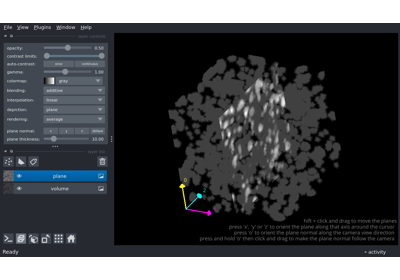 File View Plugins Window Help
layer controls
opacity: 0.50
contrast limits:
auto-contrast: once continuous
gamma: 1.00
colormap: gray
blending: additive
interpolation: linear
depiction: plane
rendering: average
plane normal: x y z oblique
plane thickness: 10.00
layer list
plane
volume
0
2
hift + click and drag to move the planes
press 'x', 'y' or 'z' to orient the plane along that axis around the cursor
press 'o' to orient the plane normal along the camera view direction
press and hold 'o' then click and drag to make the plane normal follow the camera
Ready
activity